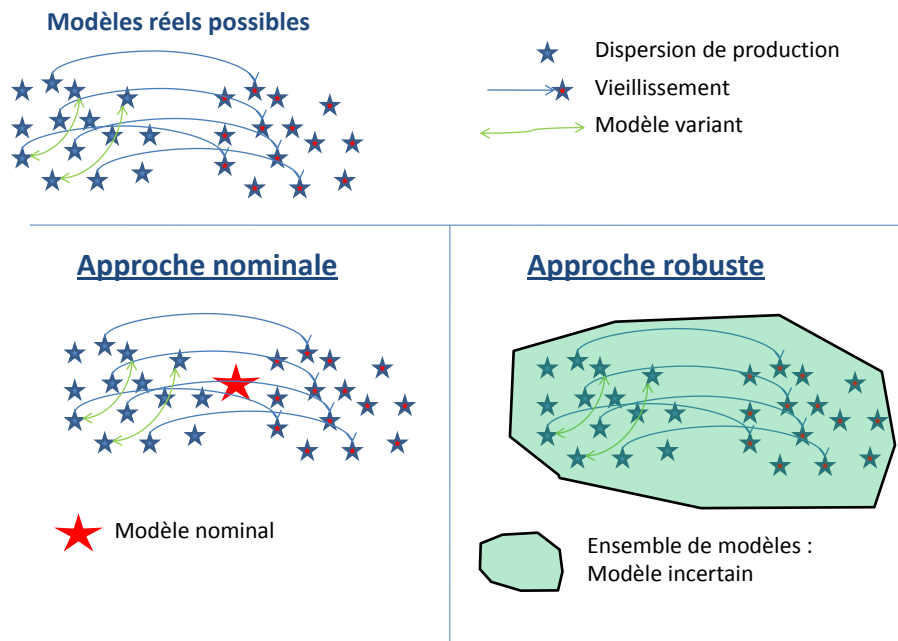 Modèles réels possibles
Dispersion de production
Vieillissement
Modèle variant
Approche nominale
Approche robuste
Modèle nominal
Ensemble de modèles :
Modèle incertain